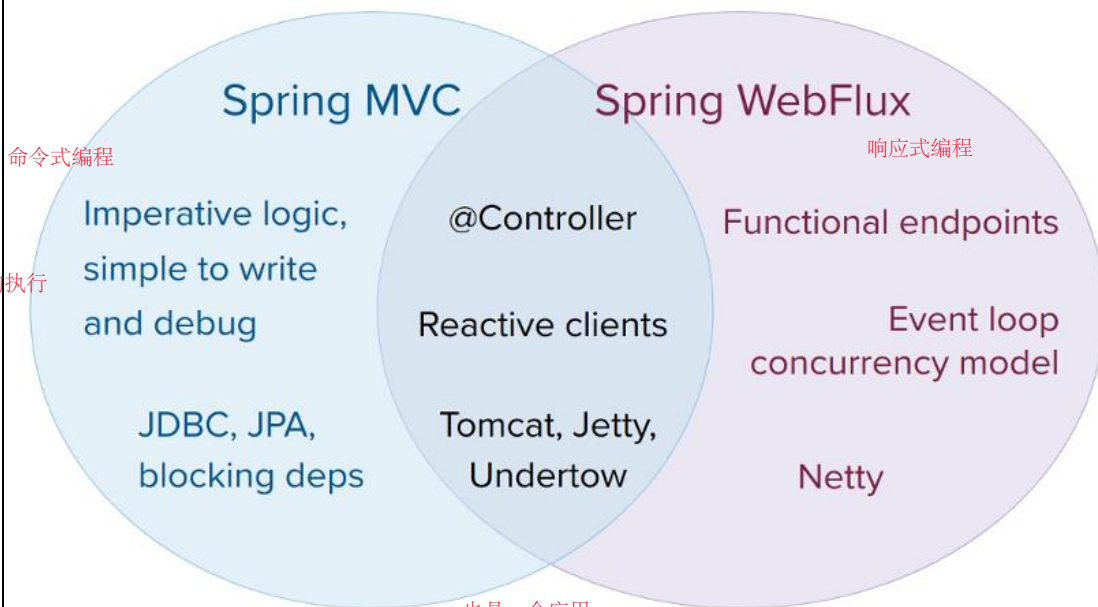 Spring MVC
Spring WebFlux
命令式编程
响应式编程
Imperative logic,
simple to write
and debug
执行
@Controller
Functional endpoints
Reactive clients
Event loop
concurrency model
JDBC, JPA,
blocking deps
Tomcat, Jetty,
Undertow
Netty